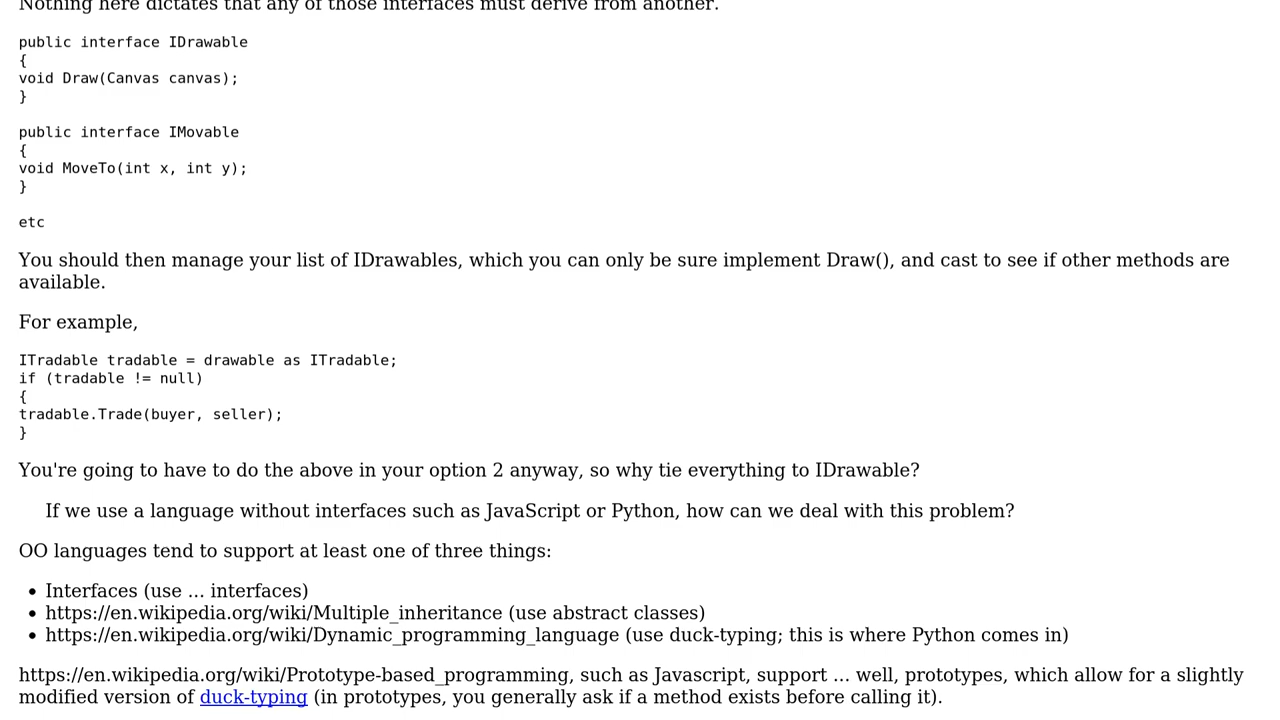 Nothing here dictates that any of those interfaces must derive from another.
public interface IDrawable
{
void Draw(Canvas canvas);
}
public interface IMovable
{
void MoveTo(int x, int y);
}
etc
You should then manage your list of IDrawables, which you can only be sure implement Draw(), and cast to see if other methods are
available.
For example,
ITradable tradable = drawable as ITradable;
if (tradable != null)
{
tradable.Trade(buyer, seller);
}
You're going to have to do the above in your option 2 anyway, so why tie everything to IDrawable?
If we use a language without interfaces such as JavaScript or Python, how can we deal with this problem?
OO languages tend to support at least one of three things:
• Interfaces (use ... interfaces)
• https://en.wikipedia.org/wiki/Multiple_inheritance (use abstract classes)
• https://en.wikipedia.org/wiki/Dynamic_programming_language (use duck-typing; this is where Python comes in)
https://en.wikipedia.org/wiki/Prototype-based_programming, such as Javascript, support ... well, prototypes, which allow for a slightly
modified version of duck-typing (in prototypes, you generally ask if a method exists before calling it).